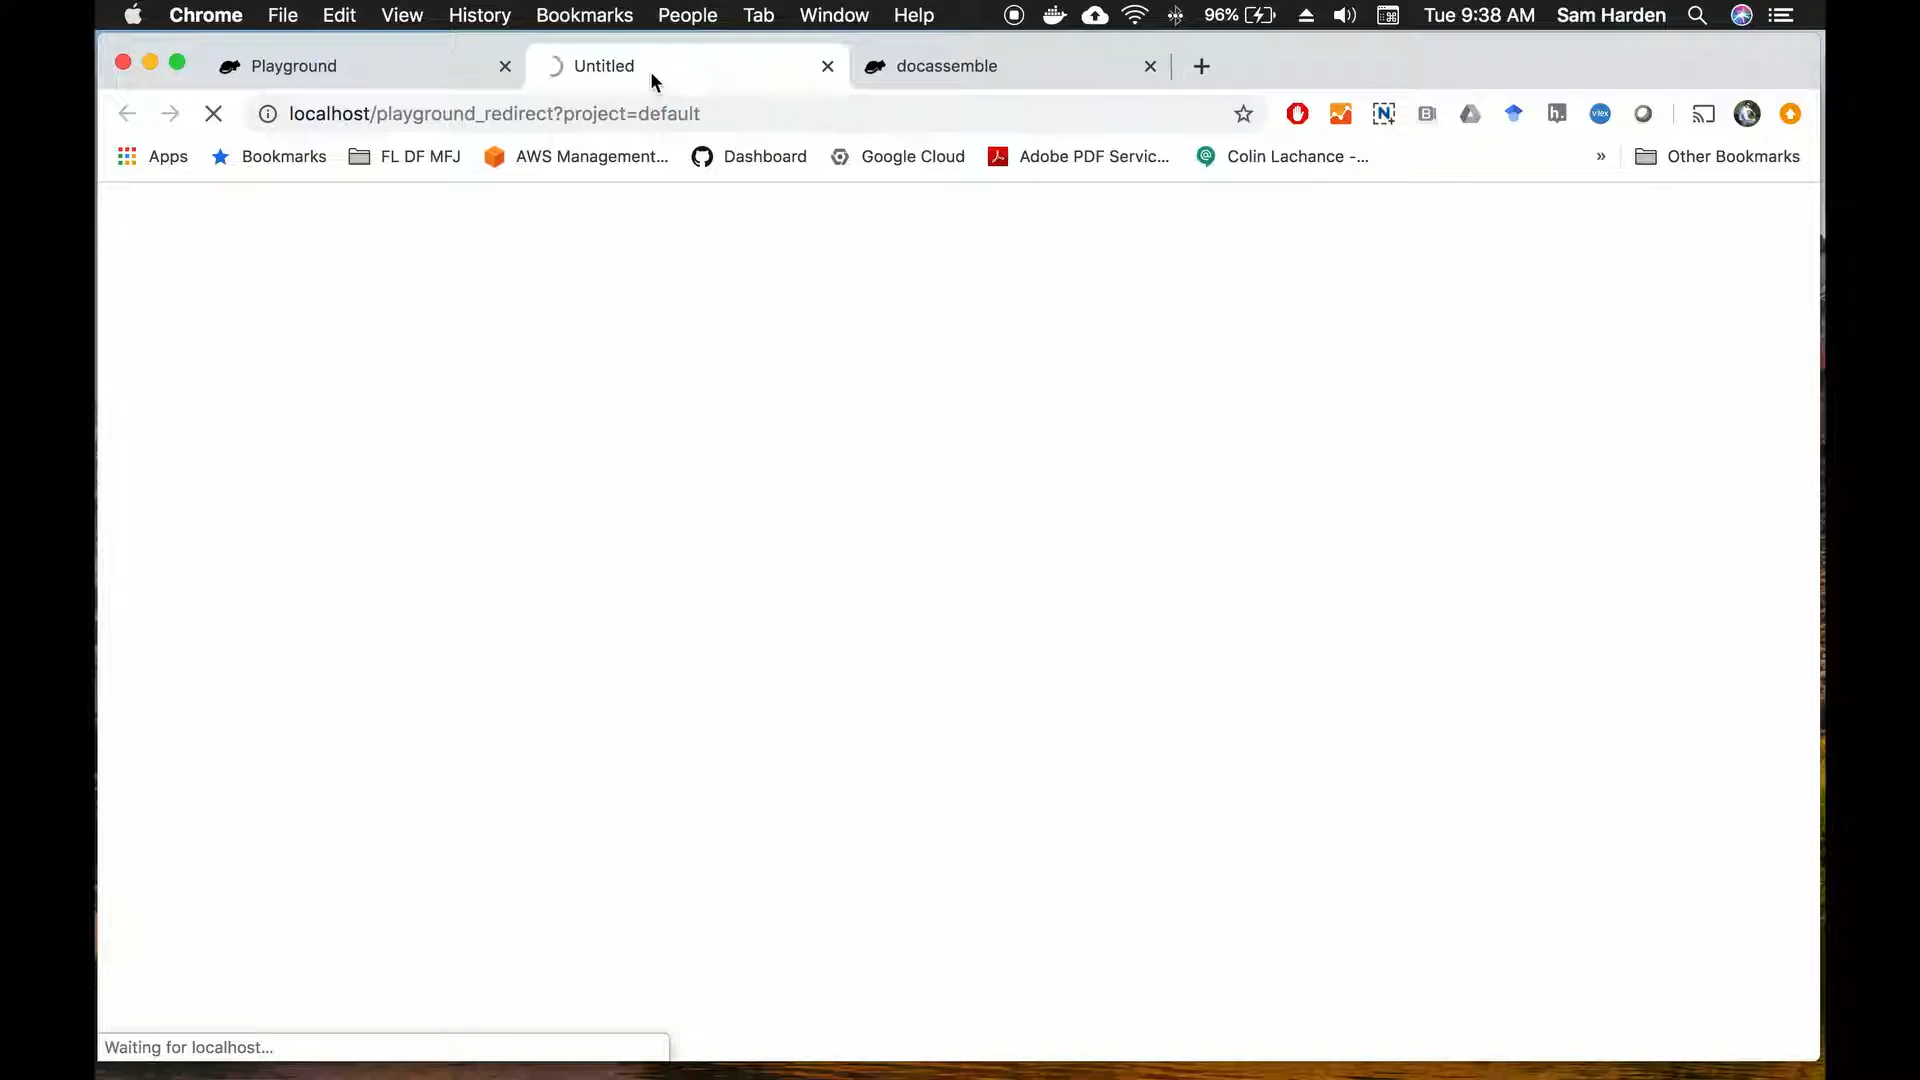 Chrome File Edit View History Bookmarks People Tab Window Help 96% Tue 9:38 AM Sam Harden
Playground Untitled docassemble
localhost/playground_redirect?project=default
Apps Bookmarks FL DF MFJ AWS Management... Dashboard Google Cloud Adobe PDF Servic... Colin Lachance -... » Other Bookmarks
Waiting for localhost...